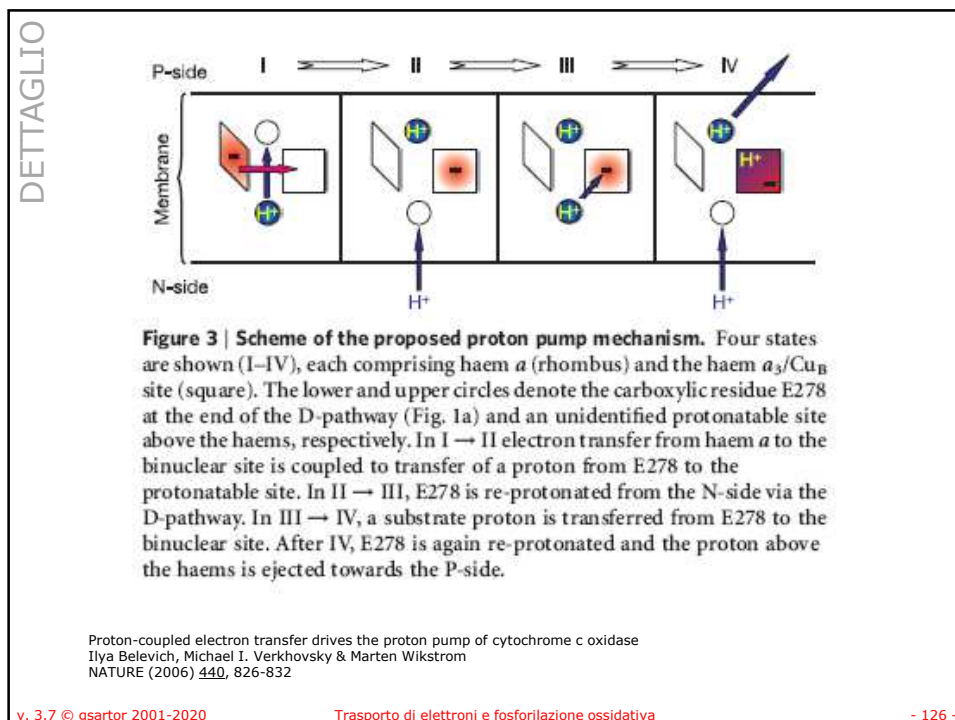 DETTAGLIO
P-side I II III IV
Membrane
- H+ H+ - H+ - H+ H+ H+ -
N-side
H+ H+
Figure 3 | Scheme of the proposed proton pump mechanism. Four states
are shown (I–IV), each comprising haem a (rhombus) and the haem a₃/CuB
site (square). The lower and upper circles denote the carboxylic residue E278
at the end of the D-pathway (Fig. 1a) and an unidentified protonatable site
above the haems, respectively. In I → II electron transfer from haem a to the
binuclear site is coupled to transfer of a proton from E278 to the
protonatable site. In II → III, E278 is re-protonated from the N-side via the
D-pathway. In III → IV, a substrate proton is transferred from E278 to the
binuclear site. After IV, E278 is again re-protonated and the proton above
the haems is ejected towards the P-side.
Proton-coupled electron transfer drives the proton pump of cytochrome c oxidase
Ilya Belevich, Michael I. Verkhovsky & Marten Wikstrom
NATURE (2006) 440, 826-832
v. 3.7 © gsartor 2001-2020 Trasporto di elettroni e fosforilazione ossidativa - 126 -